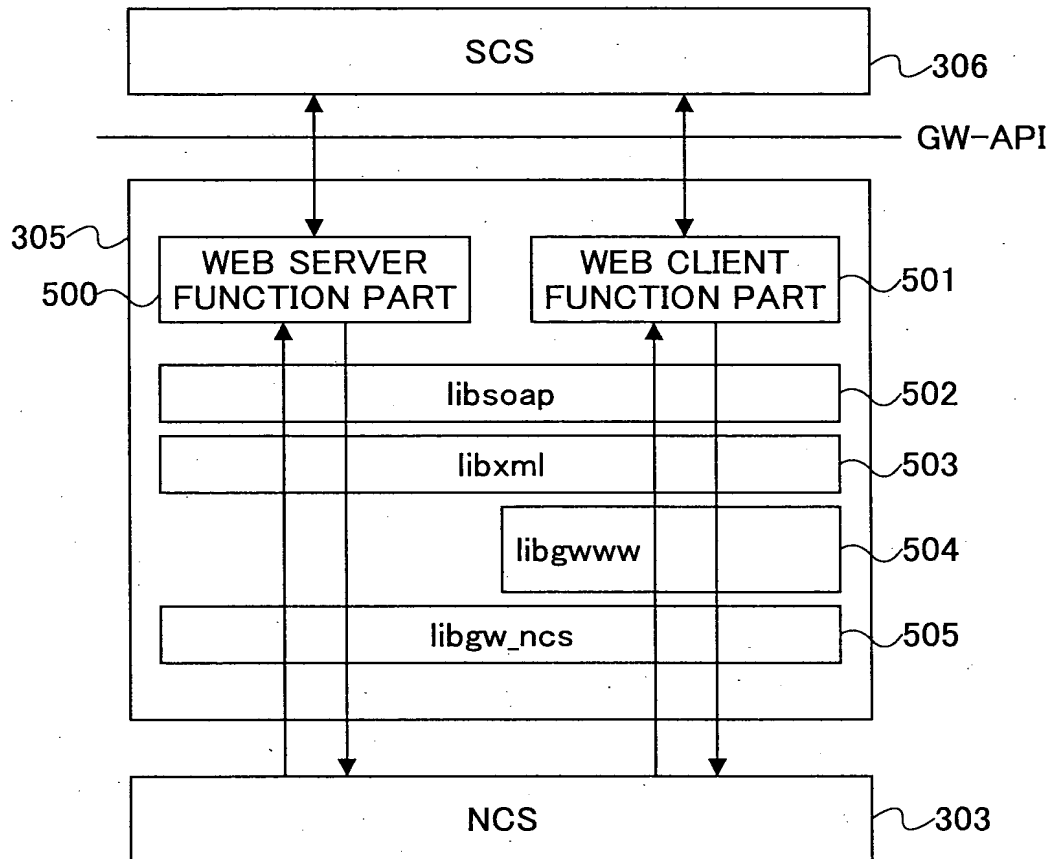 SCS
306
GW-API
305
WEB SERVER
FUNCTION PART
500
WEB CLIENT
FUNCTION PART
501
libsoap
502
libxml
503
libgwww
504
libgw_ncs
505
NCS
303